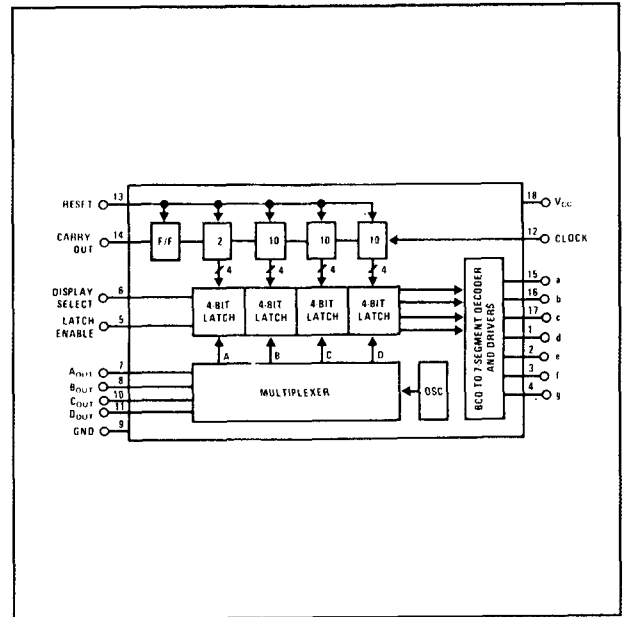 RESET 13
18 VCC
CARRY OUT 14
F/F 2 10 10 10
12 CLOCK
4 4 4 4
DISPLAY SELECT 6
4-BIT LATCH 4-BIT LATCH 4-BIT LATCH 4-BIT LATCH
LATCH ENABLE 5
A B C D
AOUT 7
BOUT 8
COUT 10
DOUT 11
GND 9
MULTIPLEXER
OSC
BCD TO 7-SEGMENT DECODER AND DRIVERS
15 a
16 b
17 c
1 d
2 e
3 f
4 g